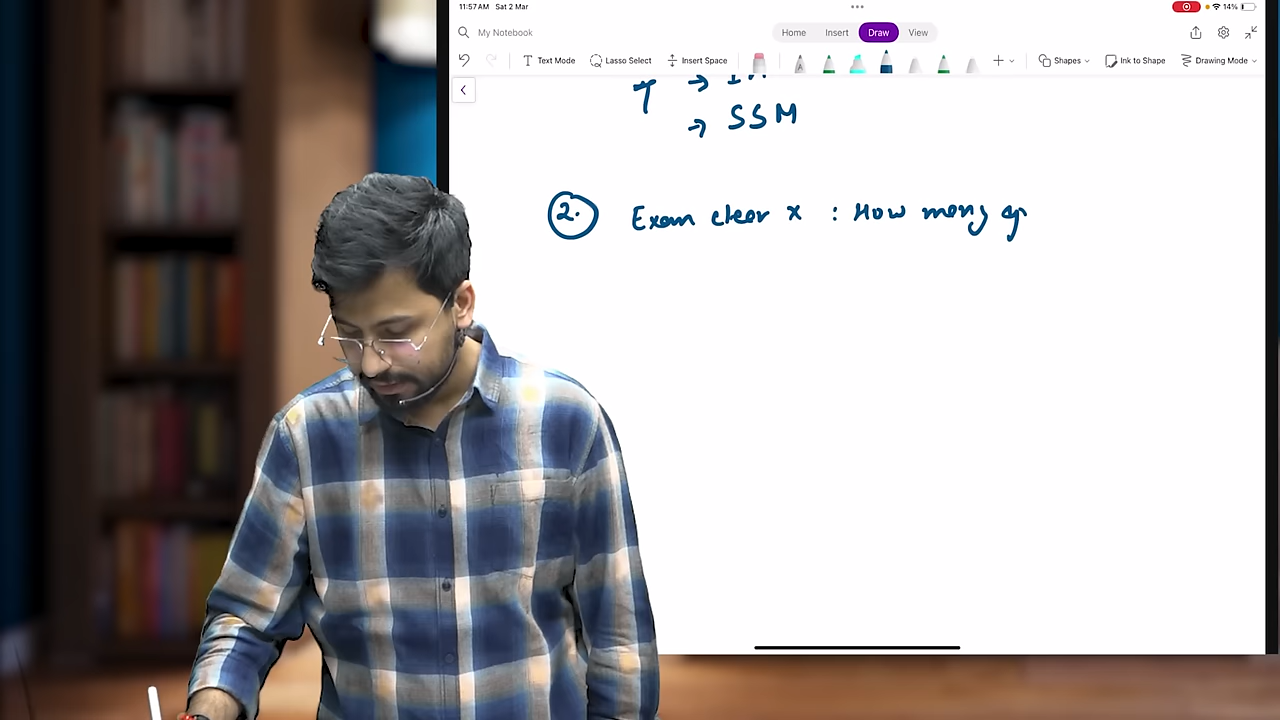 11:57 AM Sat 2 Mar
14%
My Notebook
Home Insert Draw View
Text Mode Lasso Select Insert Space
Shapes Ink to Shape Drawing Mode
→
→ SSM
2. Exam clear x : How many